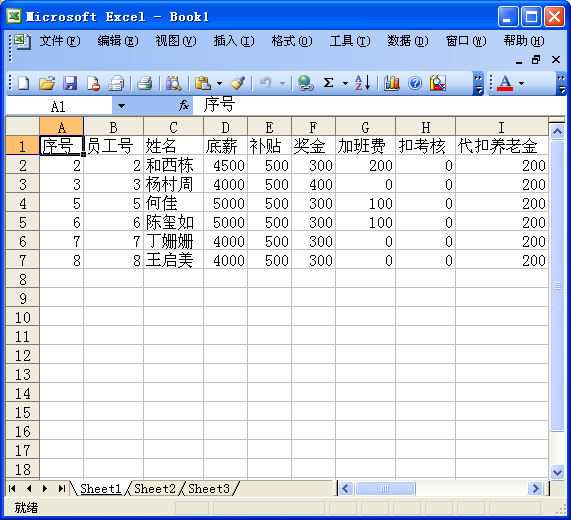 Microsoft Excel - Book1
文件(F) 编辑(E) 视图(V) 插入(I) 格式(O) 工具(T) 数据(D) 窗口(W) 帮助(H)
A1 fx 序号
A B C D E F G H I
1 序号 员工号 姓名 底薪 补贴 奖金 加班费 扣考核 代扣养老金
2 2 2 和西栋 4500 500 300 200 0 200
3 3 3 杨村周 4000 500 400 0 0 200
4 5 5 何佳 5000 500 300 100 0 200
5 6 6 陈玺如 5000 500 300 100 0 200
6 7 7 丁姗姗 4000 500 300 0 0 200
7 8 8 王启美 4000 500 300 0 0 200
8
9
10
11
12
13
14
15
16
17
18
Sheet1 Sheet2 Sheet3
就绪